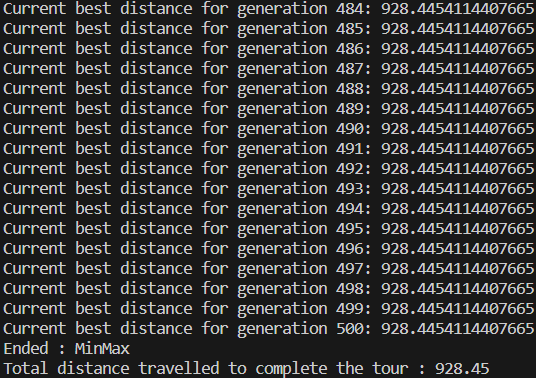 Current best distance for generation 484: 928.4454114407665
Current best distance for generation 485: 928.4454114407665
Current best distance for generation 486: 928.4454114407665
Current best distance for generation 487: 928.4454114407665
Current best distance for generation 488: 928.4454114407665
Current best distance for generation 489: 928.4454114407665
Current best distance for generation 490: 928.4454114407665
Current best distance for generation 491: 928.4454114407665
Current best distance for generation 492: 928.4454114407665
Current best distance for generation 493: 928.4454114407665
Current best distance for generation 494: 928.4454114407665
Current best distance for generation 495: 928.4454114407665
Current best distance for generation 496: 928.4454114407665
Current best distance for generation 497: 928.4454114407665
Current best distance for generation 498: 928.4454114407665
Current best distance for generation 499: 928.4454114407665
Current best distance for generation 500: 928.4454114407665
Ended : MinMax
Total distance travelled to complete the tour : 928.45